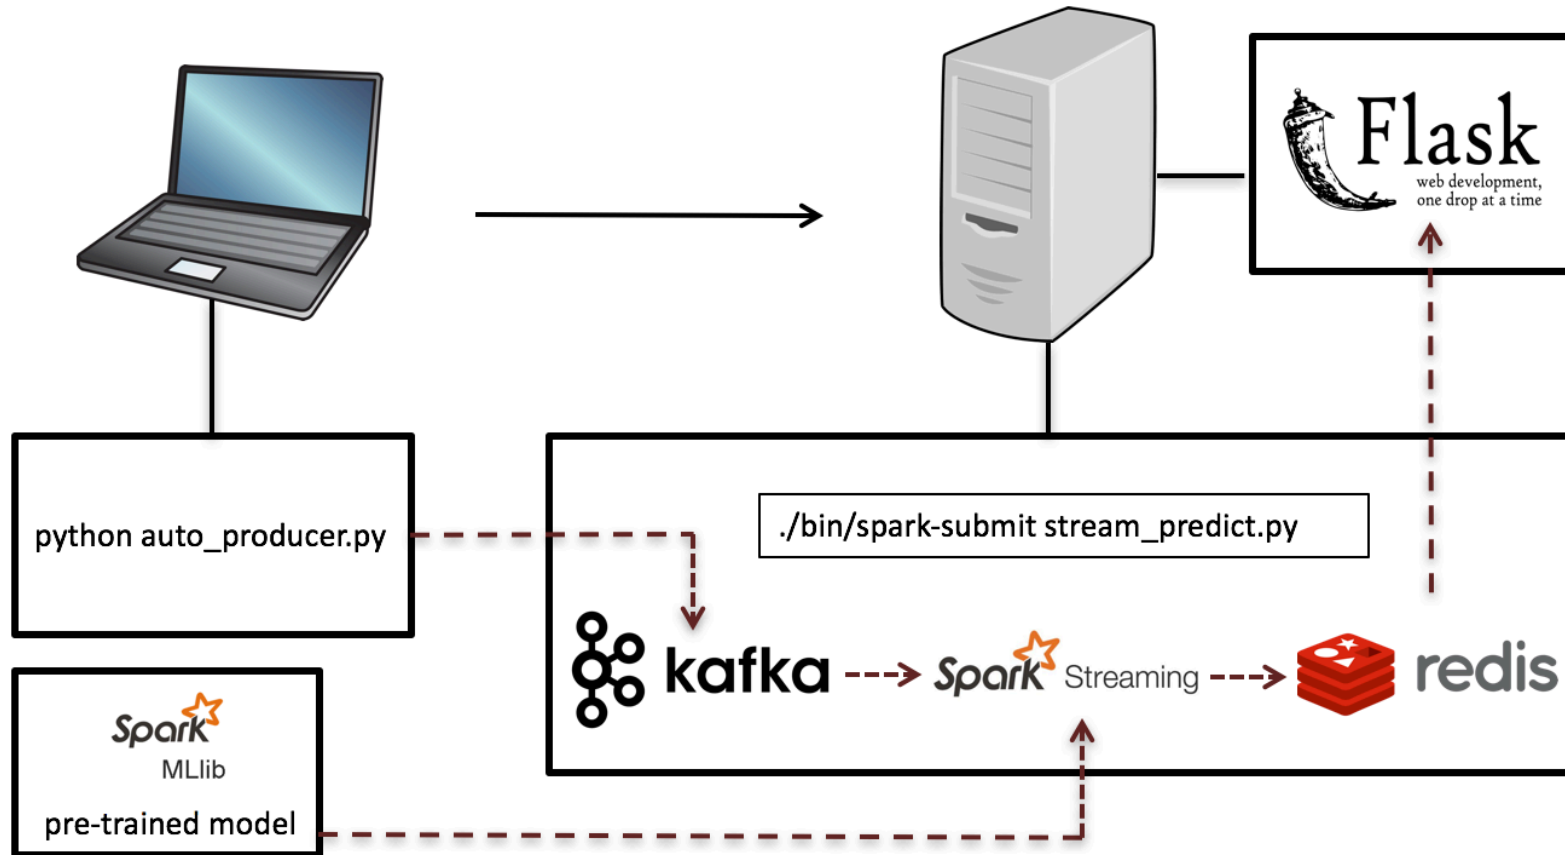 Flask
web development,
one drop at a time
python auto_producer.py
./bin/spark-submit stream_predict.py
kafka
Spark Streaming
redis
Spark
MLlib
pre-trained model